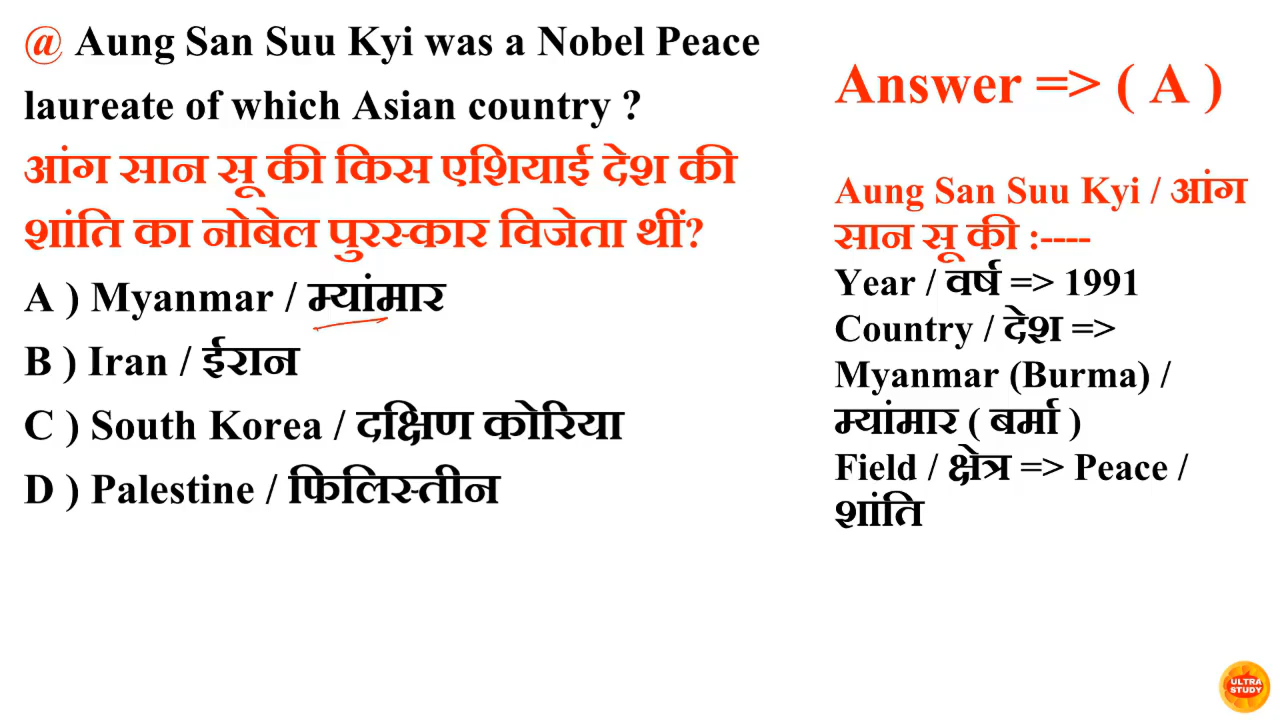 @ Aung San Suu Kyi was a Nobel Peace
laureate of which Asian country ?
आंग सान सू की किस एशियाई देश की
शांति का नोबेल पुरस्कार विजेता थीं?
A ) Myanmar / म्यांमार
B ) Iran / ईरान
C ) South Korea / दक्षिण कोरिया
D ) Palestine / फिलिस्तीन
Answer => ( A )
Aung San Suu Kyi / आंग
सान सू की :----
Year / वर्ष => 1991
Country / देश =>
Myanmar (Burma) /
म्यांमार ( बर्मा )
Field / क्षेत्र => Peace /
शांति
ULTRA
STUDY